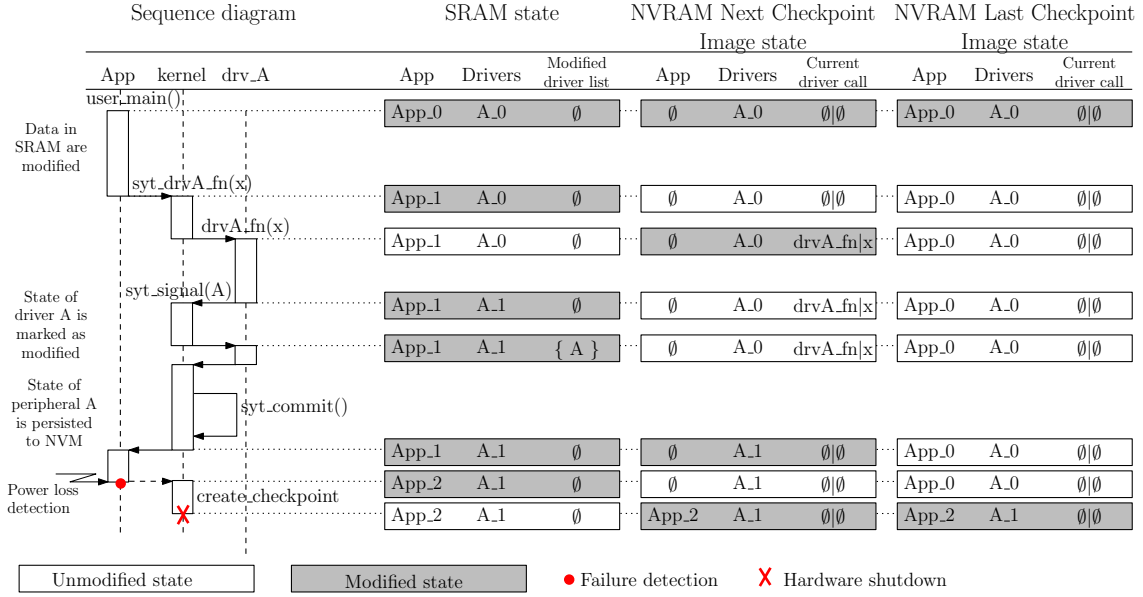 Sequence diagram SRAM state NVRAM Next Checkpoint NVRAM Last Checkpoint
Image state Image state
App kernel drv_A App Drivers Modified driver list App Drivers Current driver call App Drivers Current driver call
user_main()
App_0 A_0 ∅ ∅ A_0 ∅|∅ App_0 A_0 ∅|∅
Data in
SRAM are
modified
syt_drvA_fn(x)
App_1 A_0 ∅ ∅ A_0 ∅|∅ App_0 A_0 ∅|∅
drvA_fn(x)
App_1 A_0 ∅ ∅ A_0 drvA_fn|x App_0 A_0 ∅|∅
syt_signal(A)
App_1 A_1 ∅ ∅ A_0 drvA_fn|x App_0 A_0 ∅|∅
State of
driver A is
marked as
modified
App_1 A_1 { A } ∅ A_0 drvA_fn|x App_0 A_0 ∅|∅
State of
peripheral A
is persisted
to NVM
syt_commit()
App_1 A_1 ∅ ∅ A_1 ∅|∅ App_0 A_0 ∅|∅
App_2 A_1 ∅ ∅ A_1 ∅|∅ App_0 A_0 ∅|∅
Power loss
detection
create_checkpoint
App_2 A_1 ∅ App_2 A_1 ∅|∅ App_2 A_1 ∅|∅
Unmodified state Modified state Failure detection Hardware shutdown